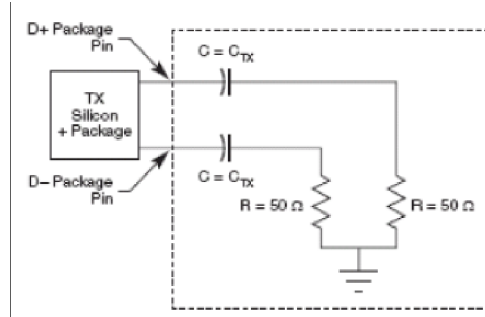 D+ Package
Pin
C = CTX
TX
Silicon
+ Package
D– Package
Pin
C = CTX
R = 50 Ω
R = 50 Ω